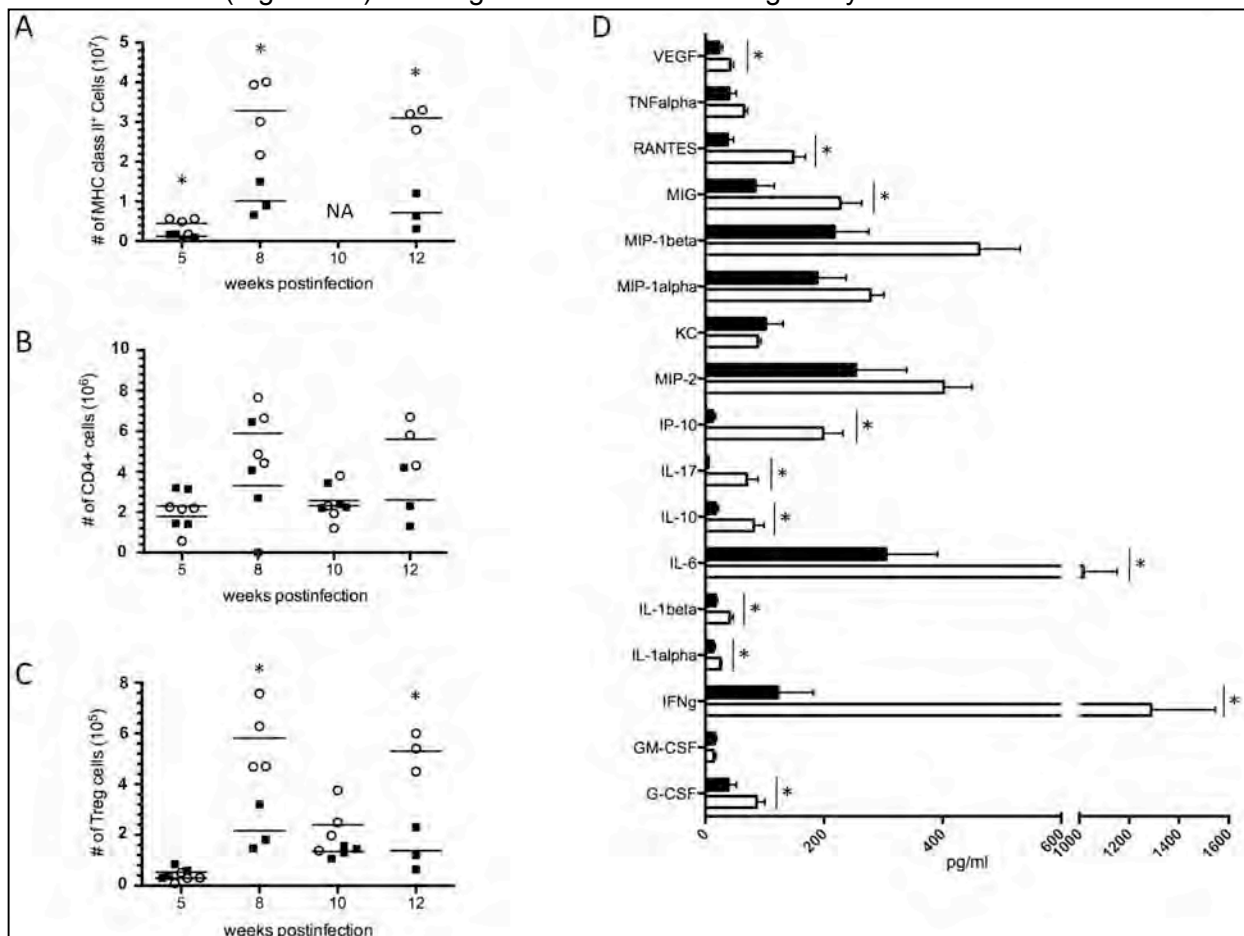 A
*
*
*
# of MHC class II⁺ Cells (10⁷)
5
4
3
2
1
0
NA
5 8 10 12
weeks postinfection
B
# of CD4+ cells (10⁶)
10
8
6
4
2
0
5 8 10 12
weeks postinfection
C
*
*
# of Treg cells (10⁵)
8
6
4
2
0
5 8 10 12
weeks postinfection
D
VEGF *
TNFalpha
RANTES *
MIG *
MIP-1beta
MIP-1alpha
KC
MIP-2
IP-10 *
IL-17 *
IL-10 *
IL-6 *
IL-1beta *
IL-1alpha *
IFNg *
GM-CSF
G-CSF *
0 200 400 600 1000 1200 1400 1600
pg/ml